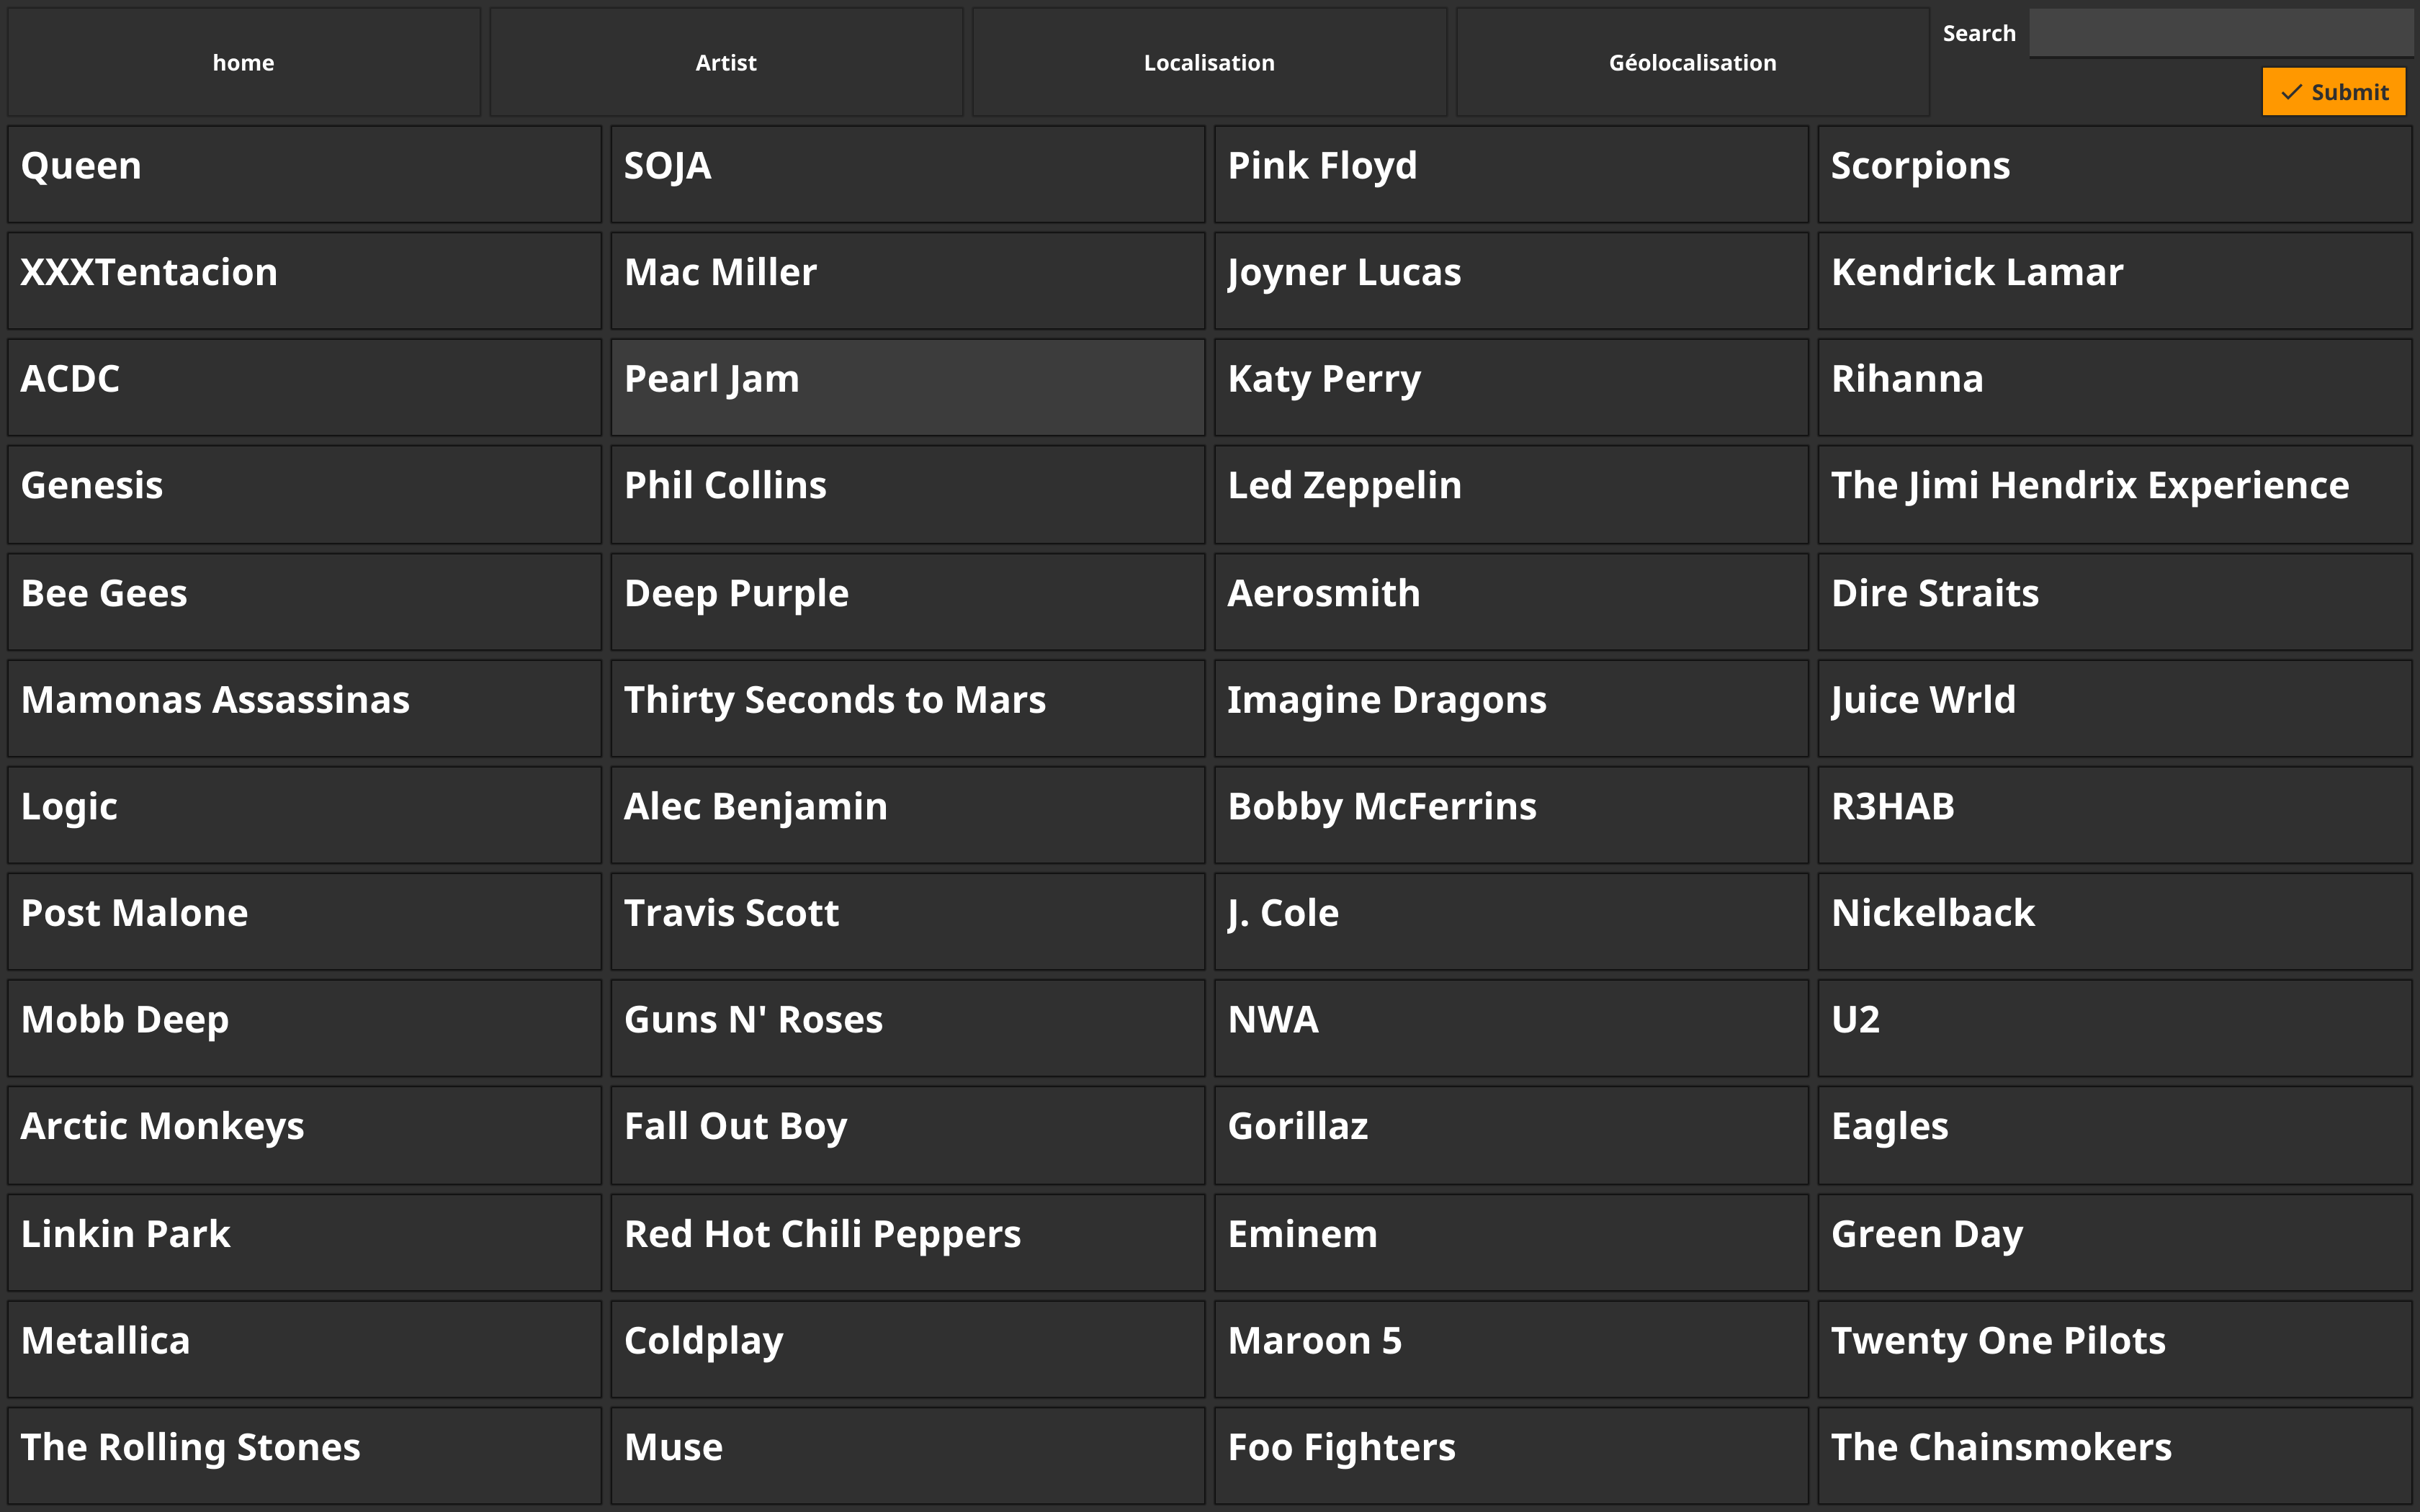 home
Artist
Localisation
Géolocalisation
Search
Submit
Queen
SOJA
Pink Floyd
Scorpions
XXXTentacion
Mac Miller
Joyner Lucas
Kendrick Lamar
ACDC
Pearl Jam
Katy Perry
Rihanna
Genesis
Phil Collins
Led Zeppelin
The Jimi Hendrix Experience
Bee Gees
Deep Purple
Aerosmith
Dire Straits
Mamonas Assassinas
Thirty Seconds to Mars
Imagine Dragons
Juice Wrld
Logic
Alec Benjamin
Bobby McFerrins
R3HAB
Post Malone
Travis Scott
J. Cole
Nickelback
Mobb Deep
Guns N' Roses
NWA
U2
Arctic Monkeys
Fall Out Boy
Gorillaz
Eagles
Linkin Park
Red Hot Chili Peppers
Eminem
Green Day
Metallica
Coldplay
Maroon 5
Twenty One Pilots
The Rolling Stones
Muse
Foo Fighters
The Chainsmokers